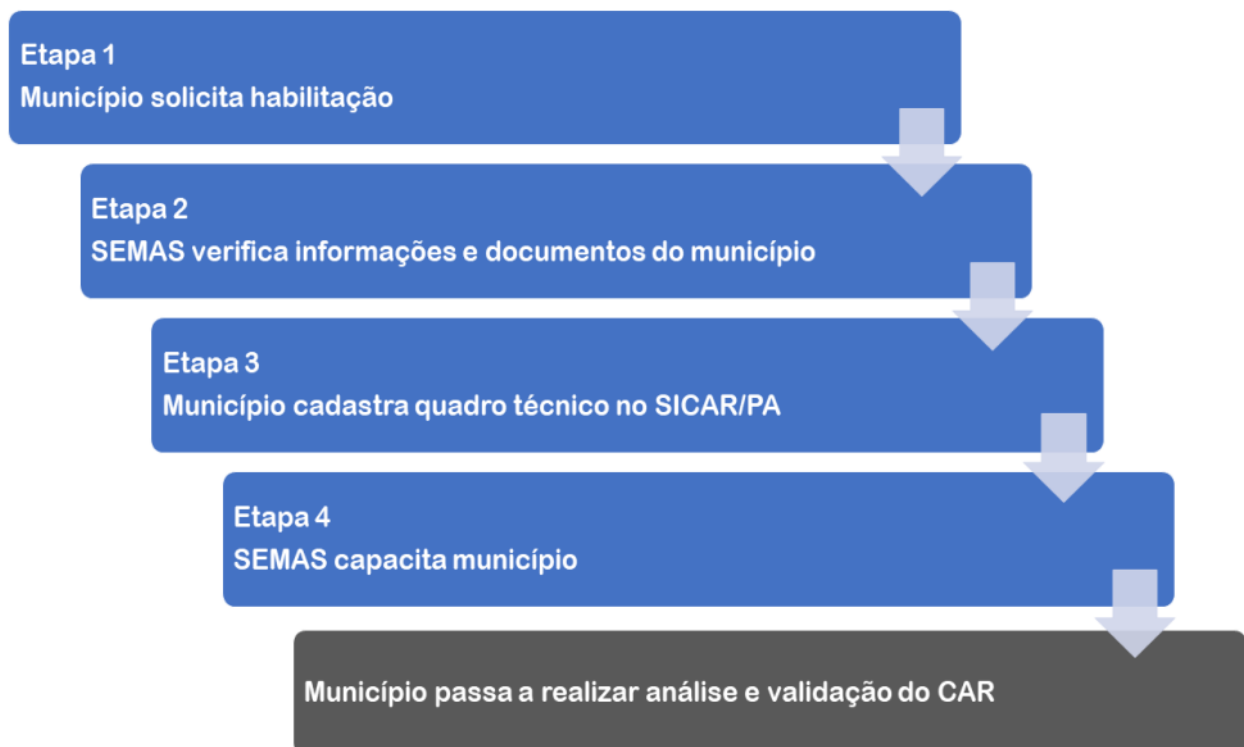 Etapa 1
Município solicita habilitação
Etapa 2
SEMAS verifica informações e documentos do município
Etapa 3
Município cadastra quadro técnico no SICAR/PA
Etapa 4
SEMAS capacita município
Município passa a realizar análise e validação do CAR